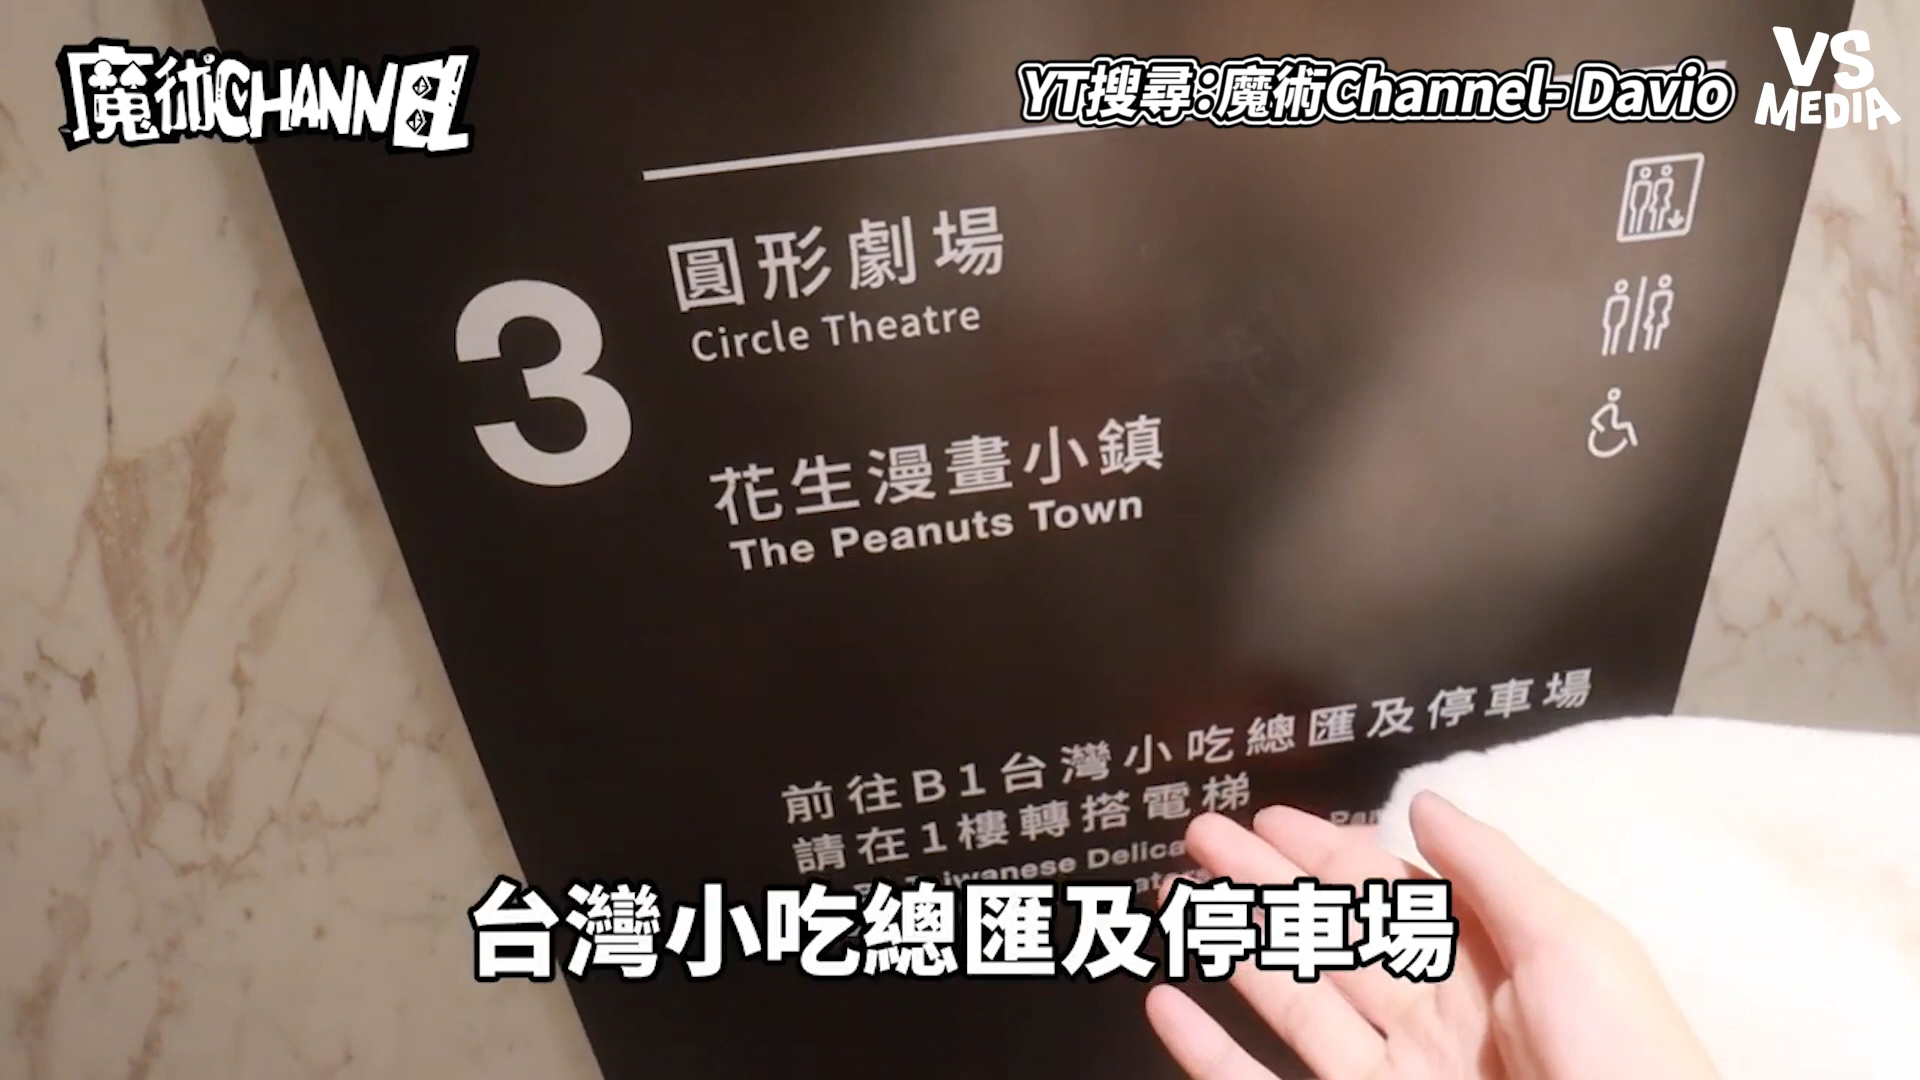 魔術CHANNEL
YT搜尋:魔術Channel- Davio
VS
MEDIA
3
圓形劇場
Circle Theatre
花生漫畫小鎮
The Peanuts Town
前往B1台灣小吃總匯及停車場
請在1樓轉搭電梯
台灣小吃總匯及停車場